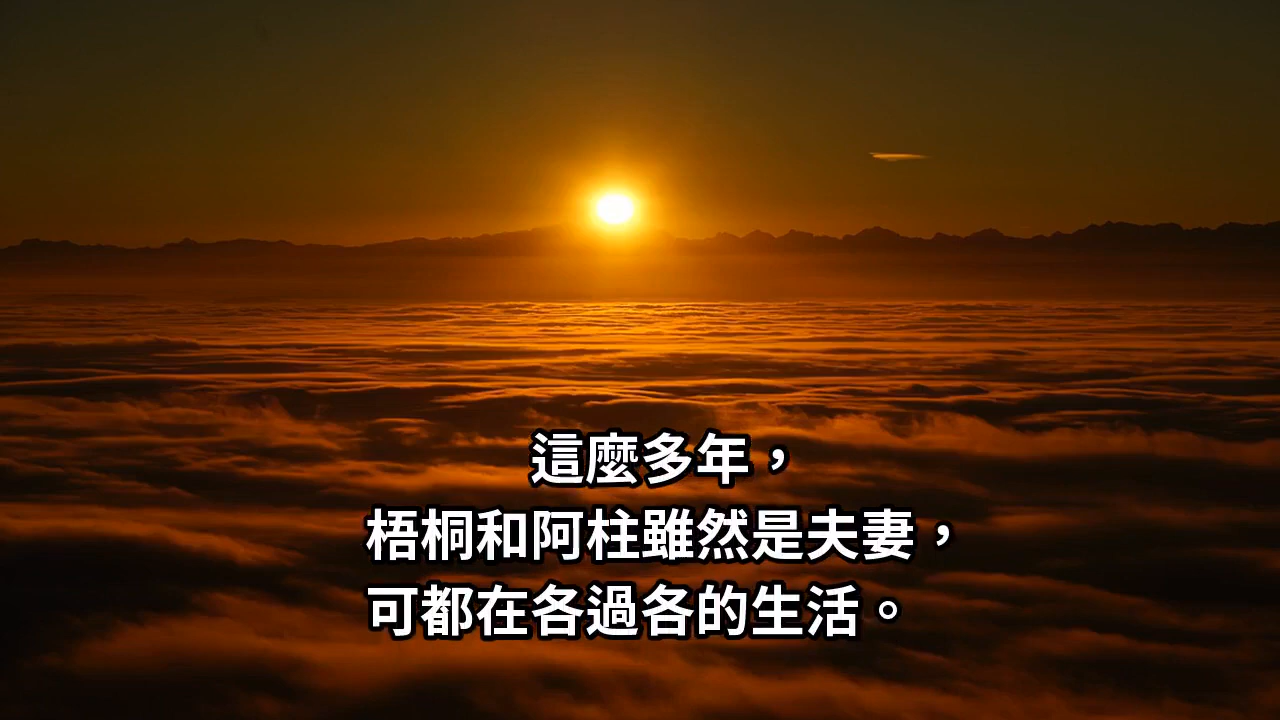 這麼多年，
梧桐和阿柱雖然是夫妻，
可都在各過各的生活。